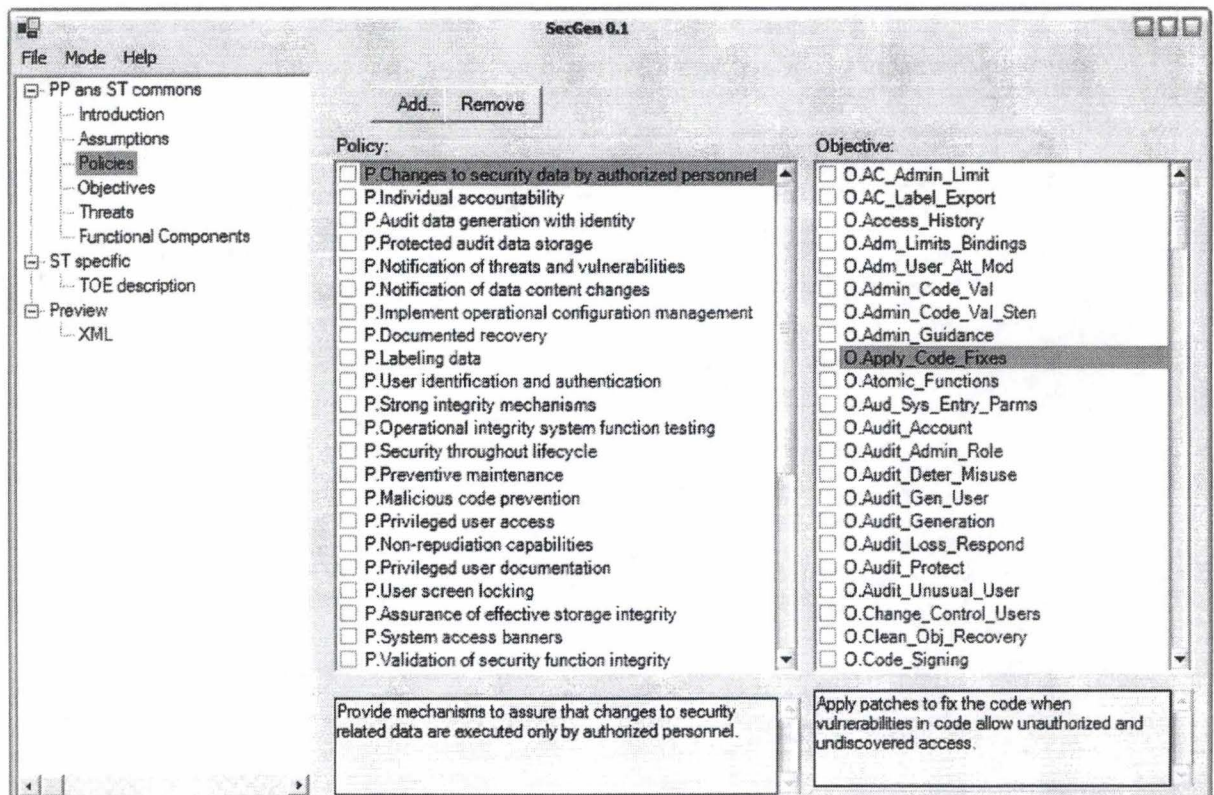 SecGen 0.1
File Mode Help
PP ans ST commons
Introduction
Assumptions
Policies
Objectives
Threats
Functional Components
ST specific
TOE description
Preview
XML
Add... Remove
Policy:
P.Changes to security data by authorized personnel
P.Individual accountability
P.Audit data generation with identity
P.Protected audit data storage
P.Notification of threats and vulnerabilities
P.Notification of data content changes
P.Implement operational configuration management
P.Documented recovery
P.Labeling data
P.User identification and authentication
P.Strong integrity mechanisms
P.Operational integrity system function testing
P.Security throughout lifecycle
P.Preventive maintenance
P.Malicious code prevention
P.Privileged user access
P.Non-repudiation capabilities
P.Privileged user documentation
P.User screen locking
P.Assurance of effective storage integrity
P.System access banners
P.Validation of security function integrity
Provide mechanisms to assure that changes to security
related data are executed only by authorized personnel.
Objective:
O.AC_Admin_Limit
O.AC_Label_Export
O.Access_History
O.Adm_Limits_Bindings
O.Adm_User_Att_Mod
O.Admin_Code_Val
O.Admin_Code_Val_Sten
O.Admin_Guidance
O.Apply_Code_Fixes
O.Atomic_Functions
O.Aud_Sys_Entry_Parms
O.Audit_Account
O.Audit_Admin_Role
O.Audit_Deter_Misuse
O.Audit_Gen_User
O.Audit_Generation
O.Audit_Loss_Respond
O.Audit_Protect
O.Audit_Unusual_User
O.Change_Control_Users
O.Clean_Obj_Recovery
O.Code_Signing
Apply patches to fix the code when
vulnerabilities in code allow unauthorized and
undiscovered access.